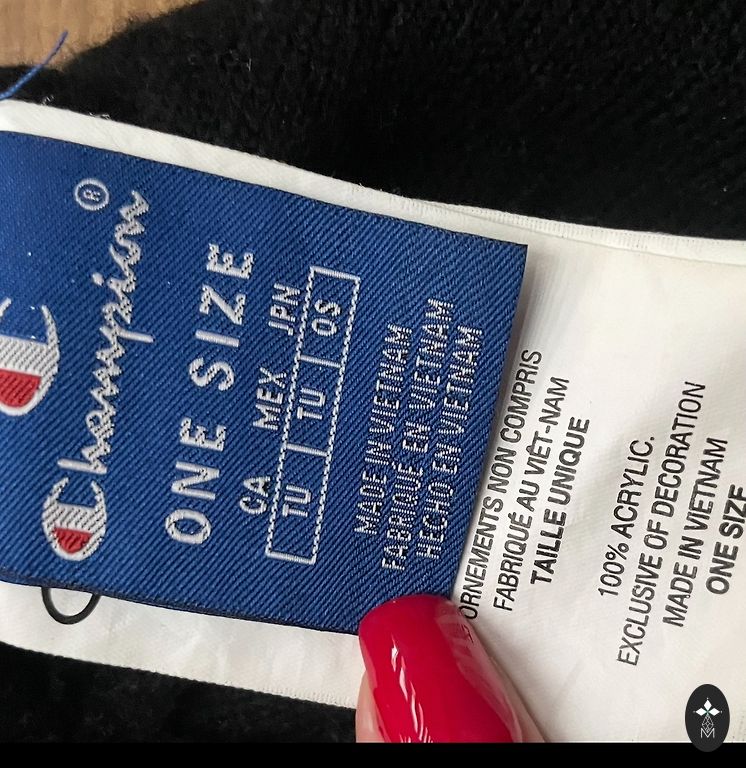 Champion®
ONE SIZE
CA MEX JPN
TU TU OS
MADE IN VIETNAM
FABRIQUÉ EN VIETNAM
HECHO EN VIETNAM
ORNEMENTS NON COMPRIS
FABRIQUÉ AU VIÊT-NAM
TAILLE UNIQUE
100% ACRYLIC.
EXCLUSIVE OF DECORATION
MADE IN VIETNAM
ONE SIZE
M